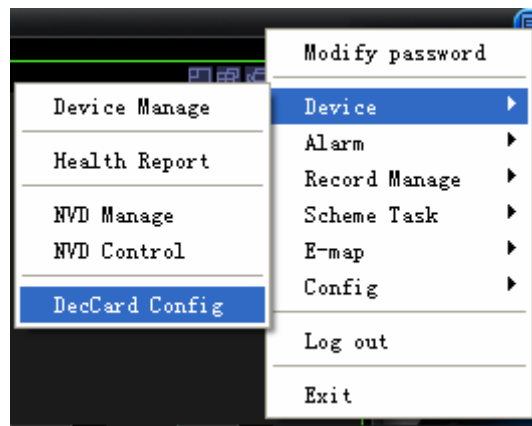 Modify password
Device
Alarm
Record Manage
Scheme Task
E-map
Config
Log out
Exit
Device Manage
Health Report
NVD Manage
NVD Control
DecCard Config